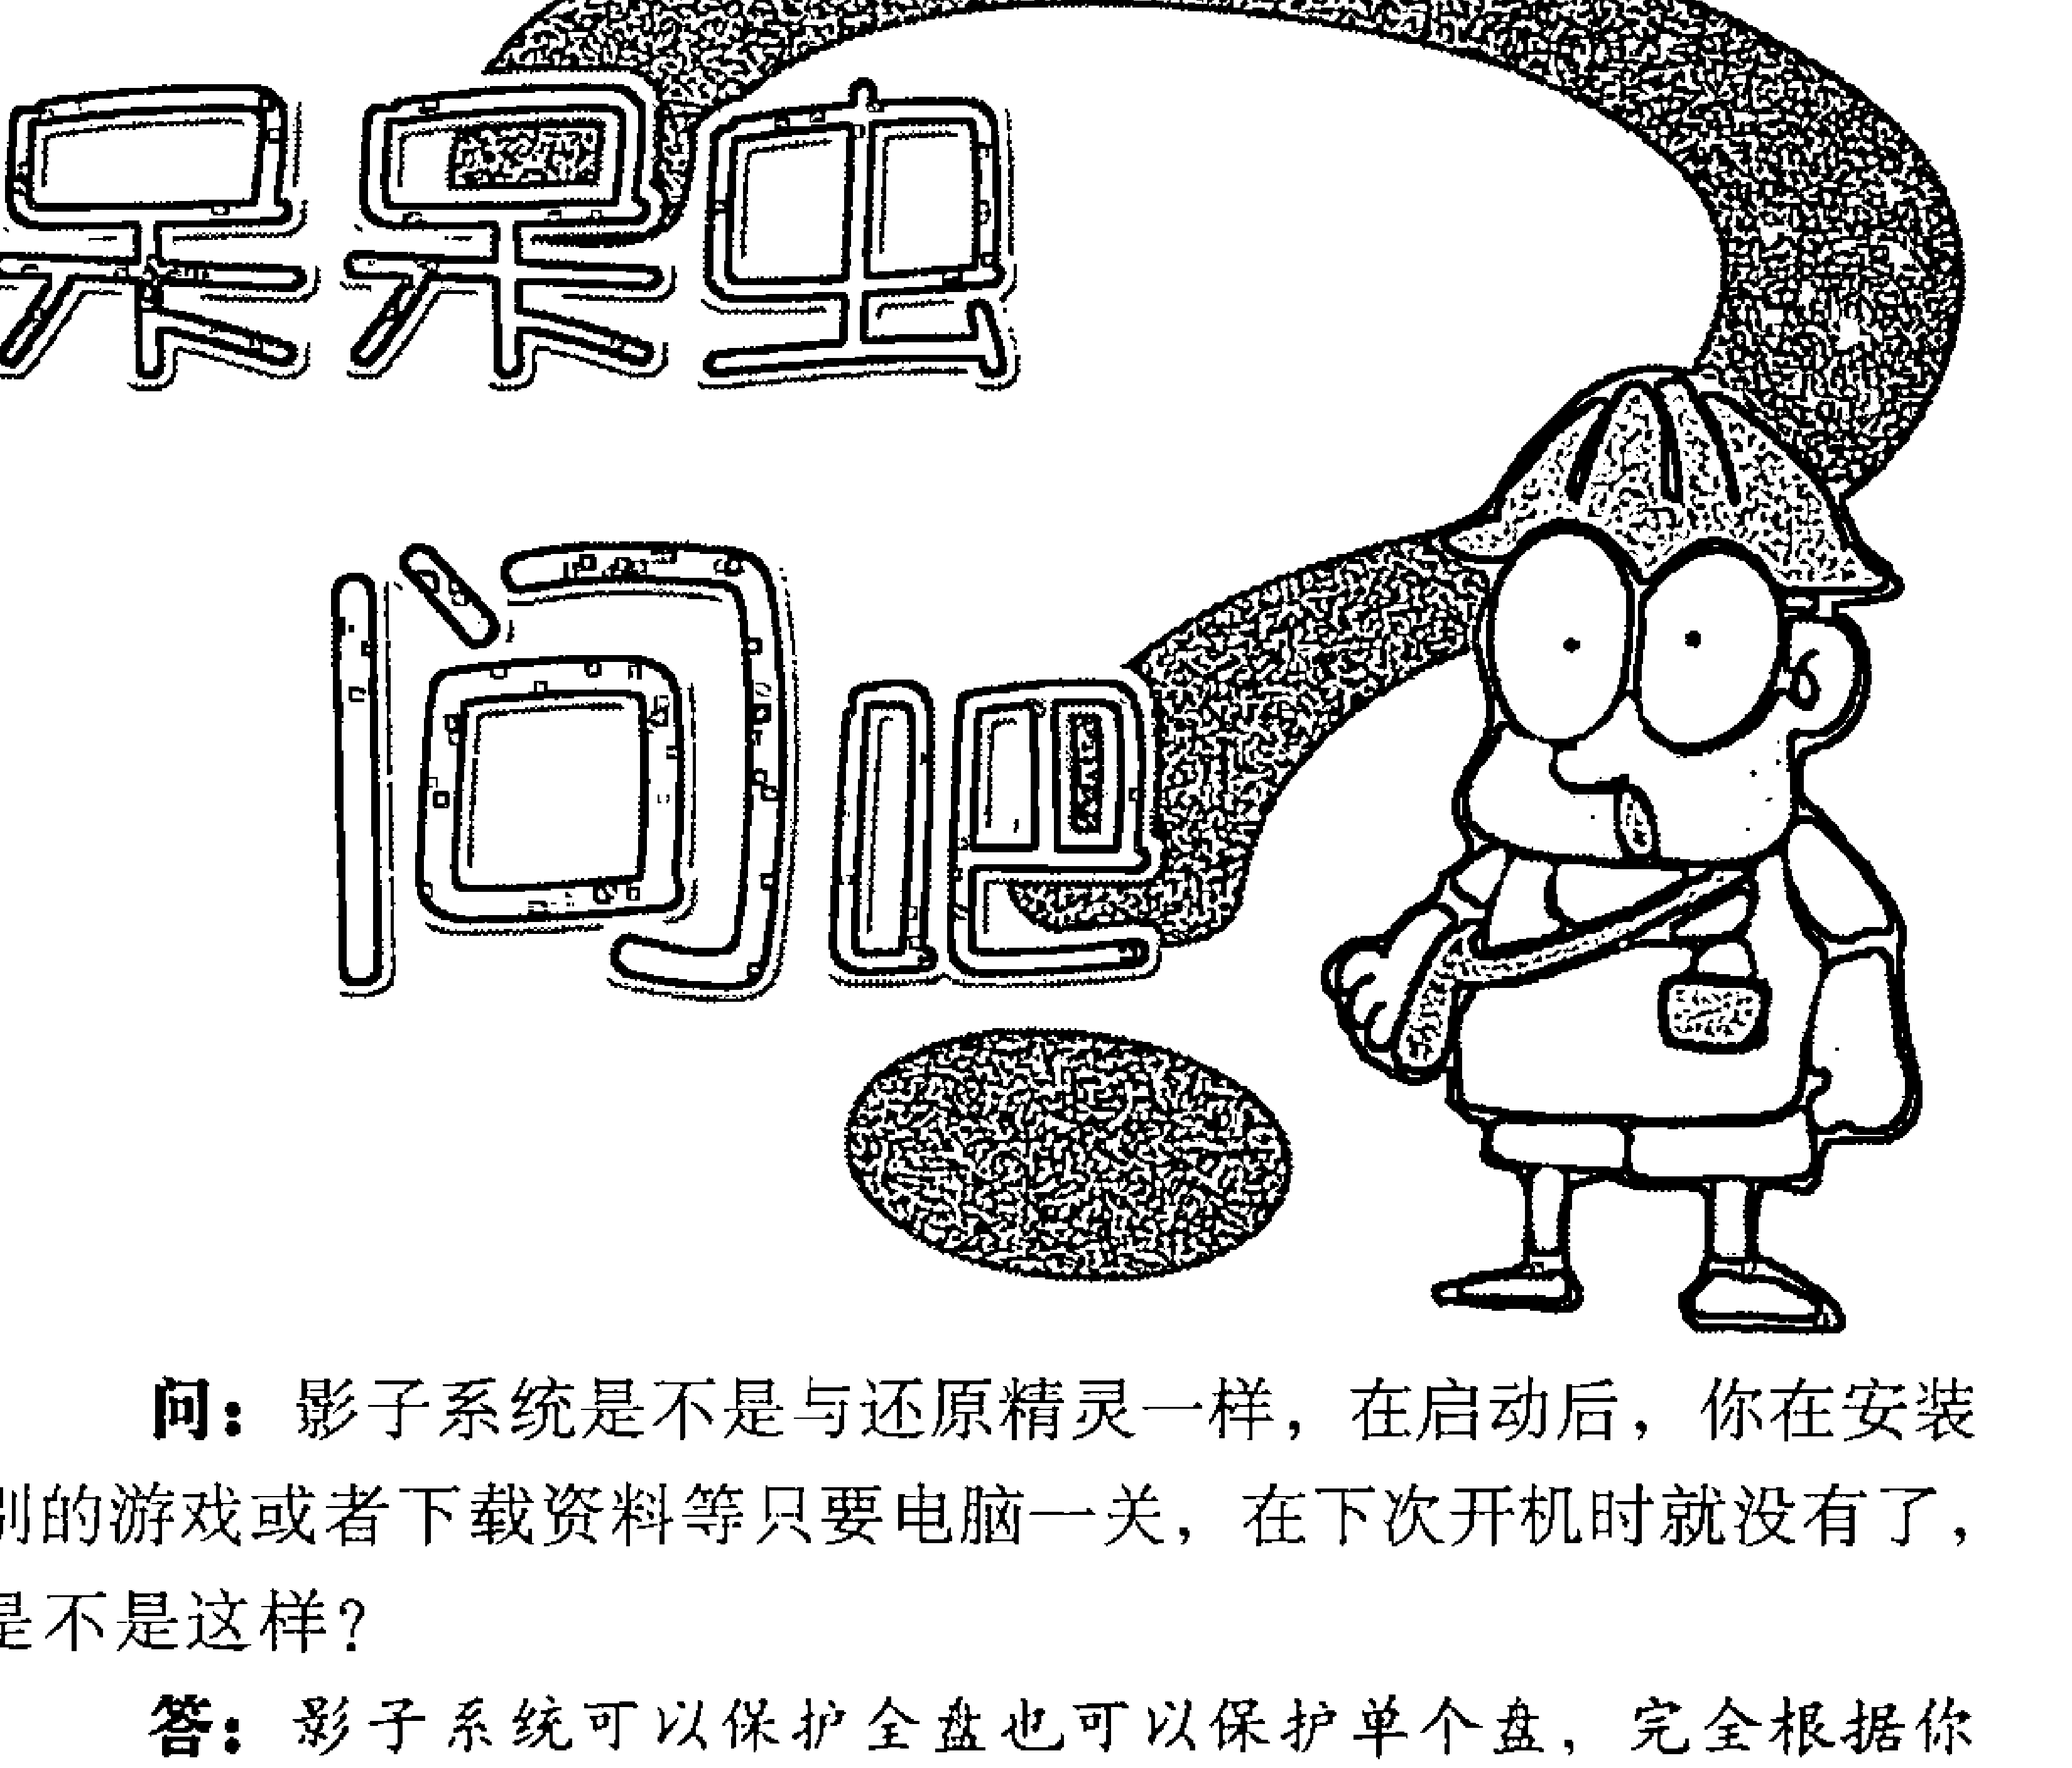 呆呆虫
问吧
问：影子系统是不是与还原精灵一样，在启动后，你在安装
别的游戏或者下载资料等只要电脑一关，在下次开机时就没有了，
是不是这样？
答：影子系统可以保护全盘也可以保护单个盘，完全根据你